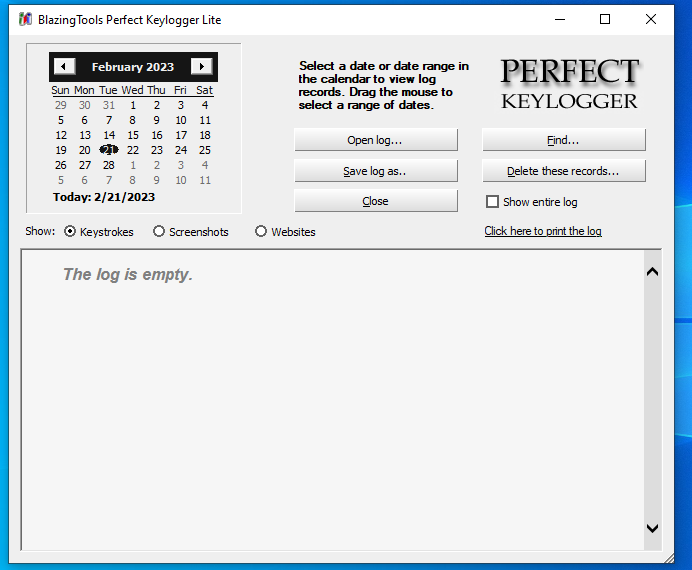 BlazingTools Perfect Keylogger Lite
February 2023
Sun Mon Tue Wed Thu Fri Sat
29 30 31 1 2 3 4
5 6 7 8 9 10 11
12 13 14 15 16 17 18
19 20 21 22 23 24 25
26 27 28 1 2 3 4
5 6 7 8 9 10 11
Today: 2/21/2023
Select a date or date range in
the calendar to view log
records. Drag the mouse to
select a range of dates.
PERFECT
KEYLOGGER
Open log...
Find...
Save log as..
Delete these records...
Close
Show entire log
Show: Keystrokes Screenshots Websites
Click here to print the log
The log is empty.